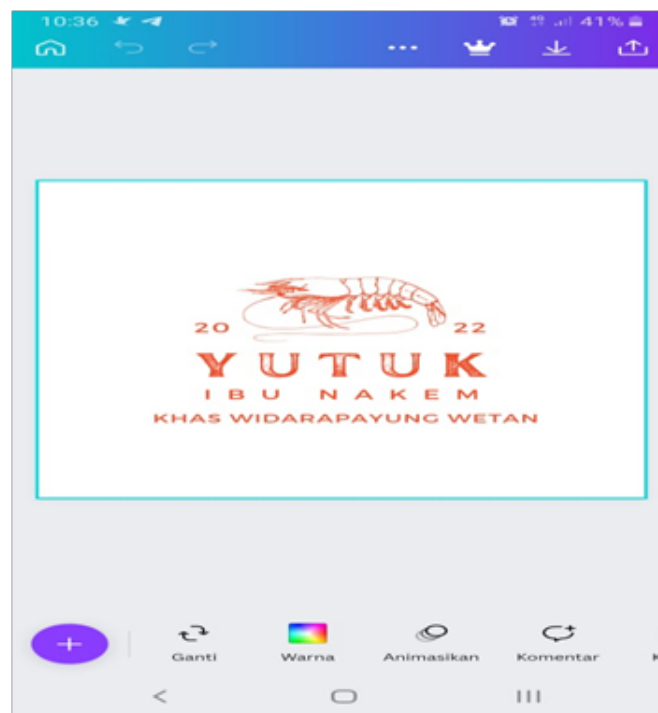 10:36 41%
20 22
YUTUK
IBU NAKEM
KHAS WIDARAPAYUNG WETAN
Ganti Warna Animasikan Komentar